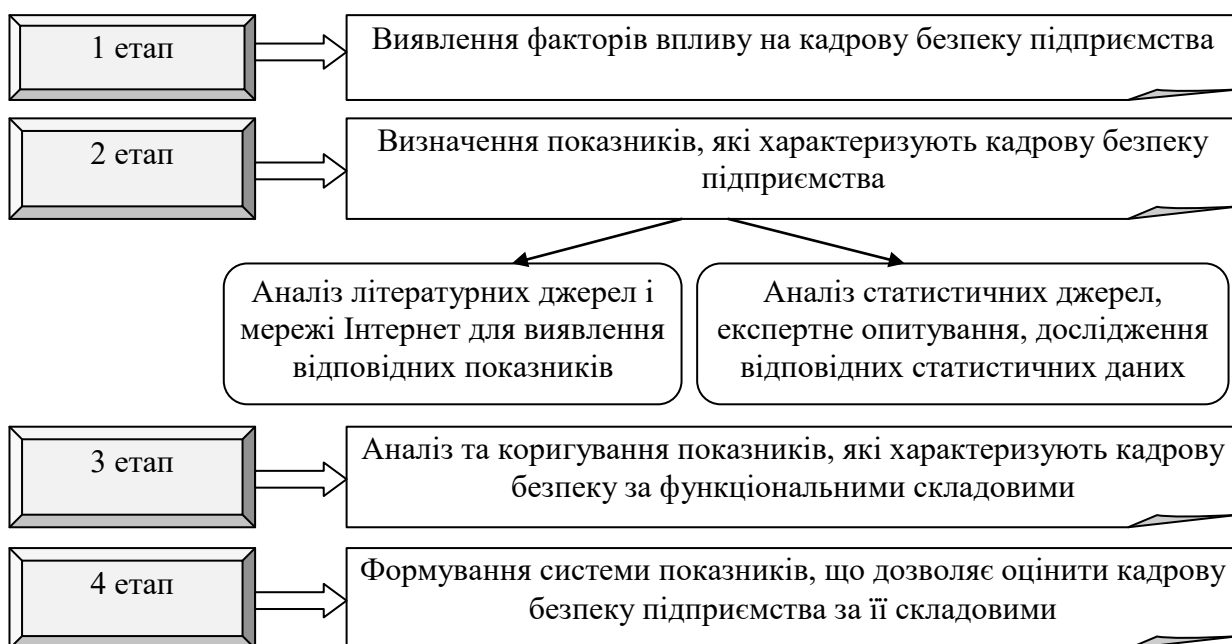 1 етап
Виявлення факторів впливу на кадрову безпеку підприємства
2 етап
Визначення показників, які характеризують кадрову безпеку
підприємства
Аналіз літературних джерел і
мережі Інтернет для виявлення
відповідних показників
Аналіз статистичних джерел,
експертне опитування, дослідження
відповідних статистичних даних
3 етап
Аналіз та коригування показників, які характеризують кадрову
безпеку за функціональними складовими
4 етап
Формування системи показників, що дозволяє оцінити кадрову
безпеку підприємства за її складовими